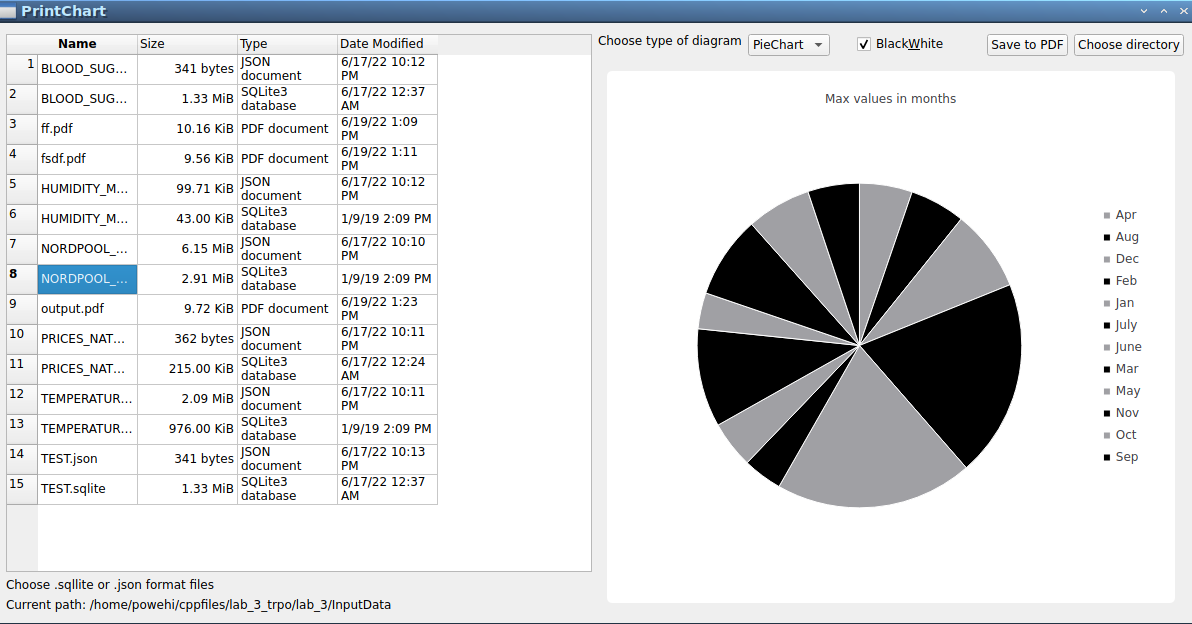 PrintChart
Name Size Type Date Modified
1 BLOOD_SUG... 341 bytes JSON document 6/17/22 10:12 PM
2 BLOOD_SUG... 1.33 MiB SQLite3 database 6/17/22 12:37 AM
3 ff.pdf 10.16 KiB PDF document 6/19/22 1:09 PM
4 fsdf.pdf 9.56 KiB PDF document 6/19/22 1:11 PM
5 HUMIDITY_M... 99.71 KiB JSON document 6/17/22 10:12 PM
6 HUMIDITY_M... 43.00 KiB SQLite3 database 1/9/19 2:09 PM
7 NORDPOOL_... 6.15 MiB JSON document 6/17/22 10:10 PM
8 NORDPOOL_... 2.91 MiB SQLite3 database 1/9/19 2:09 PM
9 output.pdf 9.72 KiB PDF document 6/19/22 1:23 PM
10 PRICES_NAT... 362 bytes JSON document 6/17/22 10:11 PM
11 PRICES_NAT... 215.00 KiB SQLite3 database 6/17/22 12:24 AM
12 TEMPERATUR... 2.09 MiB JSON document 6/17/22 10:11 PM
13 TEMPERATUR... 976.00 KiB SQLite3 database 1/9/19 2:09 PM
14 TEST.json 341 bytes JSON document 6/17/22 10:13 PM
15 TEST.sqlite 1.33 MiB SQLite3 database 6/17/22 12:37 AM
Choose .sqllite or .json format files
Current path: /home/powehi/cppfiles/lab_3_trpo/lab_3/InputData
Choose type of diagram PieChart BlackWhite Save to PDF Choose directory
Max values in months
Apr
Aug
Dec
Feb
Jan
July
June
Mar
May
Nov
Oct
Sep